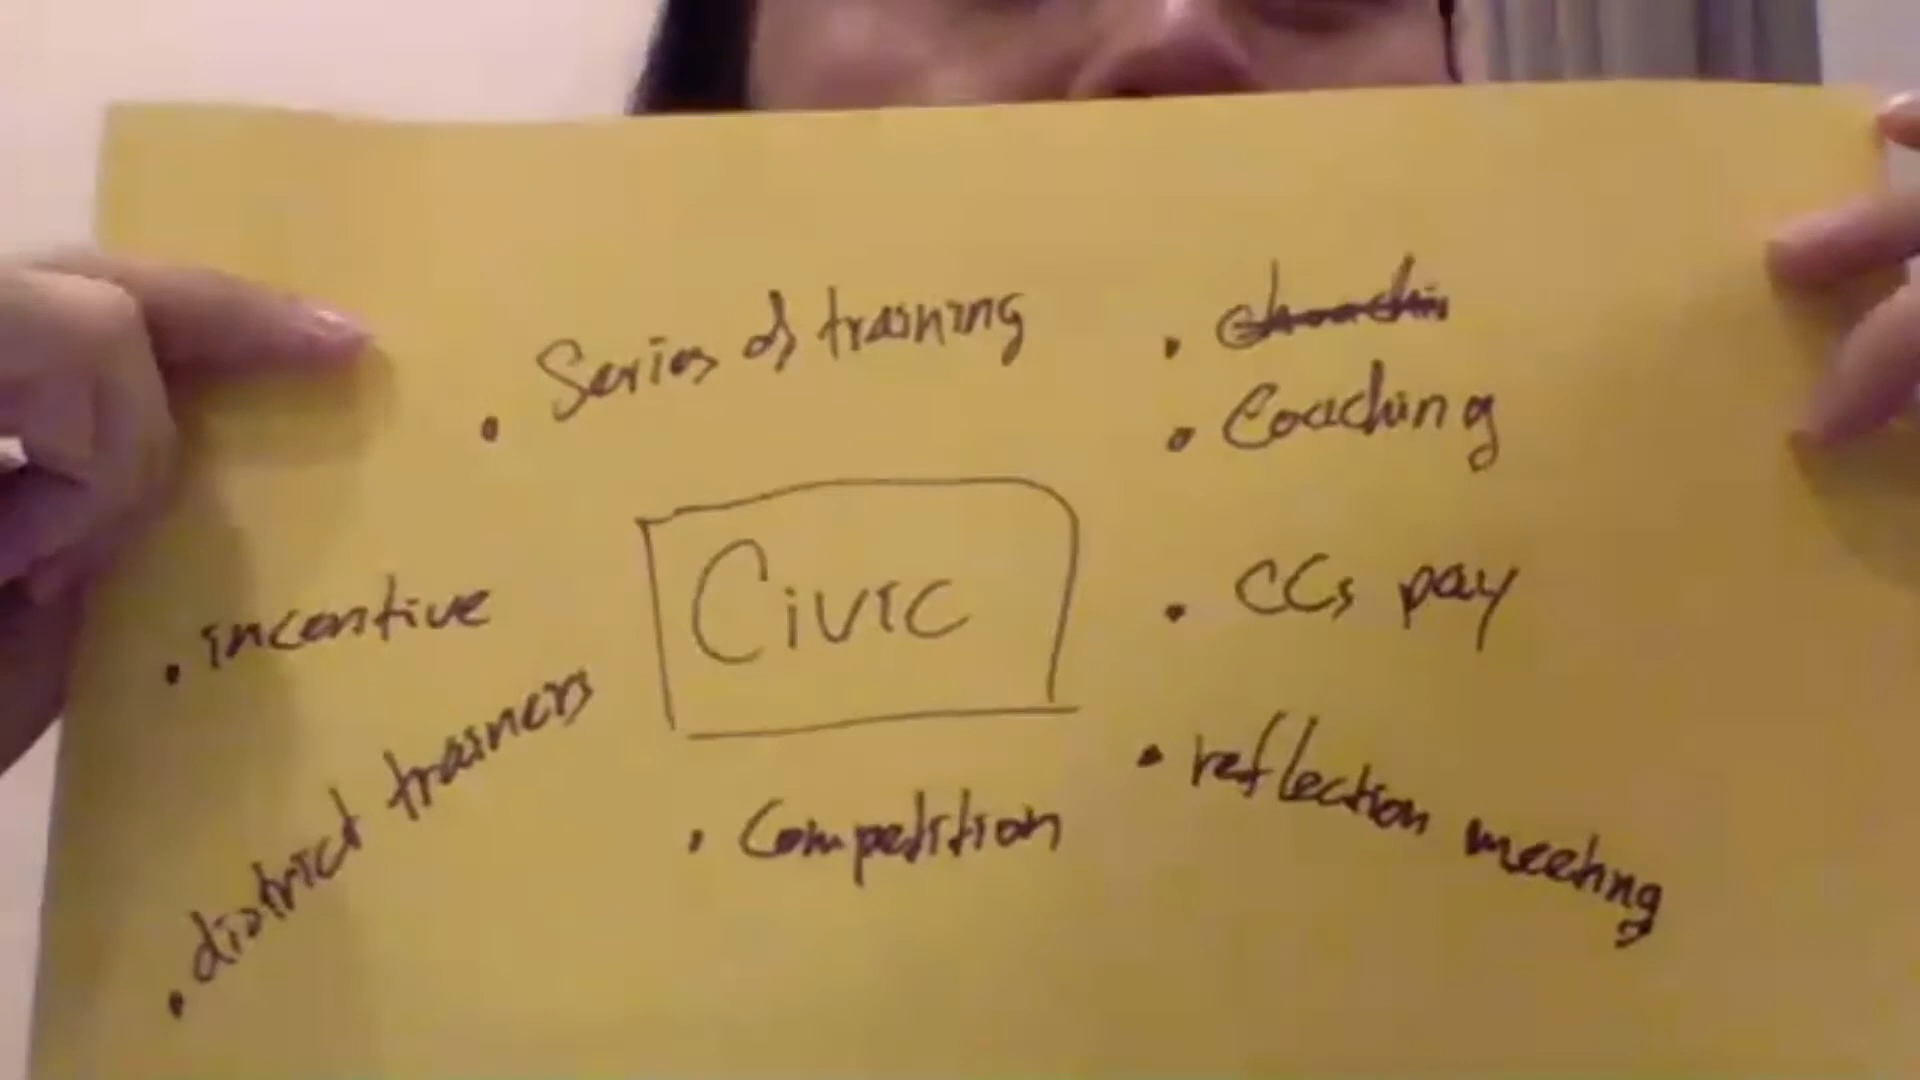 • Series of training
• Coaching
Civic
• incentive
• CCs pay
• district trainers
• reflection meeting
• Competition